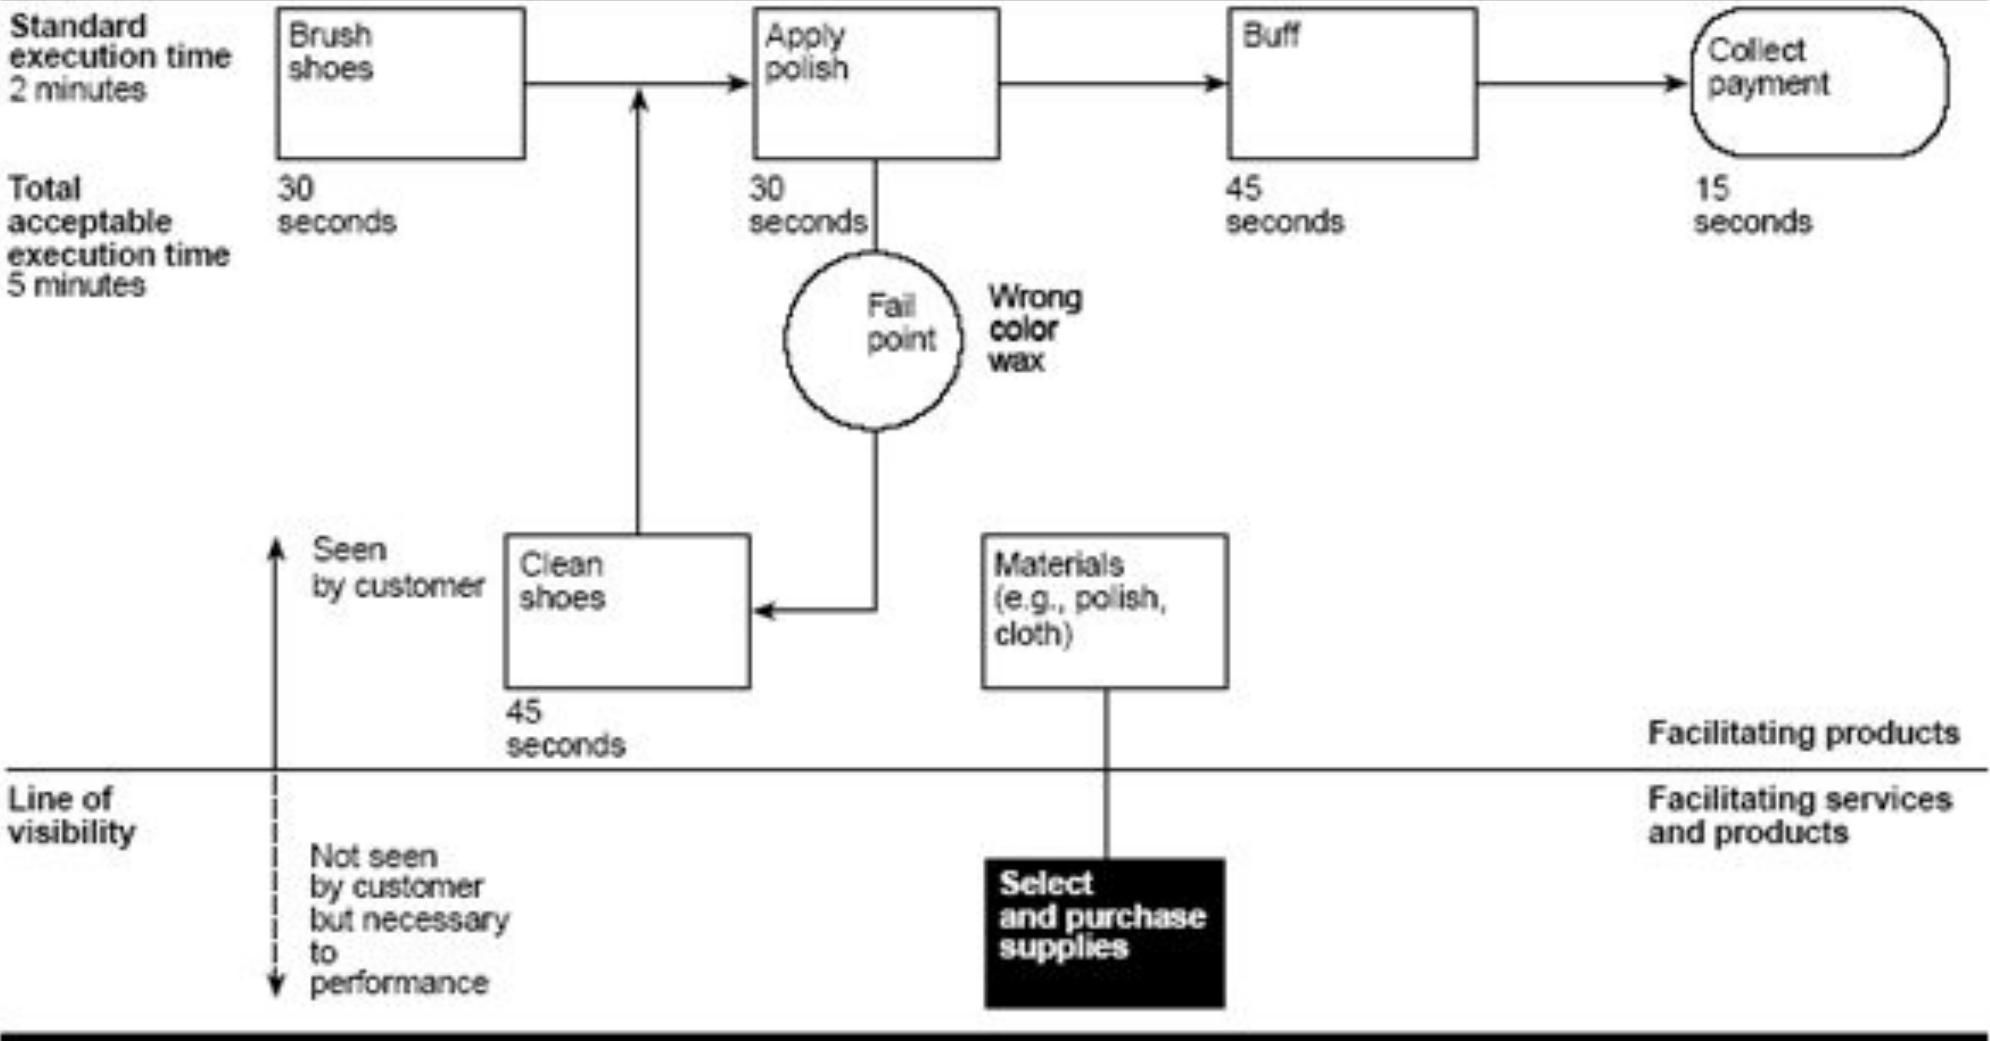 Standard
execution time
2 minutes
Brush
shoes
Apply
polish
Buff
Collect
payment
Total
acceptable
execution time
5 minutes
30
seconds
30
seconds
45
seconds
15
seconds
Fail
point
Wrong
color
wax
Seen
by customer
Clean
shoes
Materials
(e.g., polish,
cloth)
45
seconds
Facilitating products
Line of
visibility
Facilitating services
and products
Not seen
by customer
but necessary
to
performance
Select
and purchase
supplies